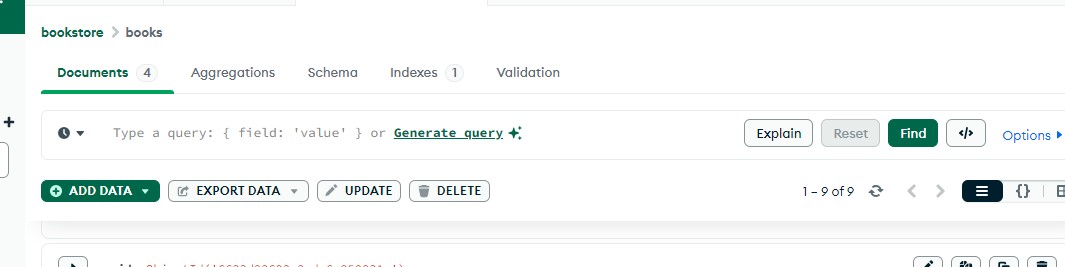 bookstore > books
Documents 4 Aggregations Schema Indexes 1 Validation
Type a query: { field: 'value' } or Generate query Explain Reset Find </> Options
ADD DATA EXPORT DATA UPDATE DELETE 1 – 9 of 9 {}